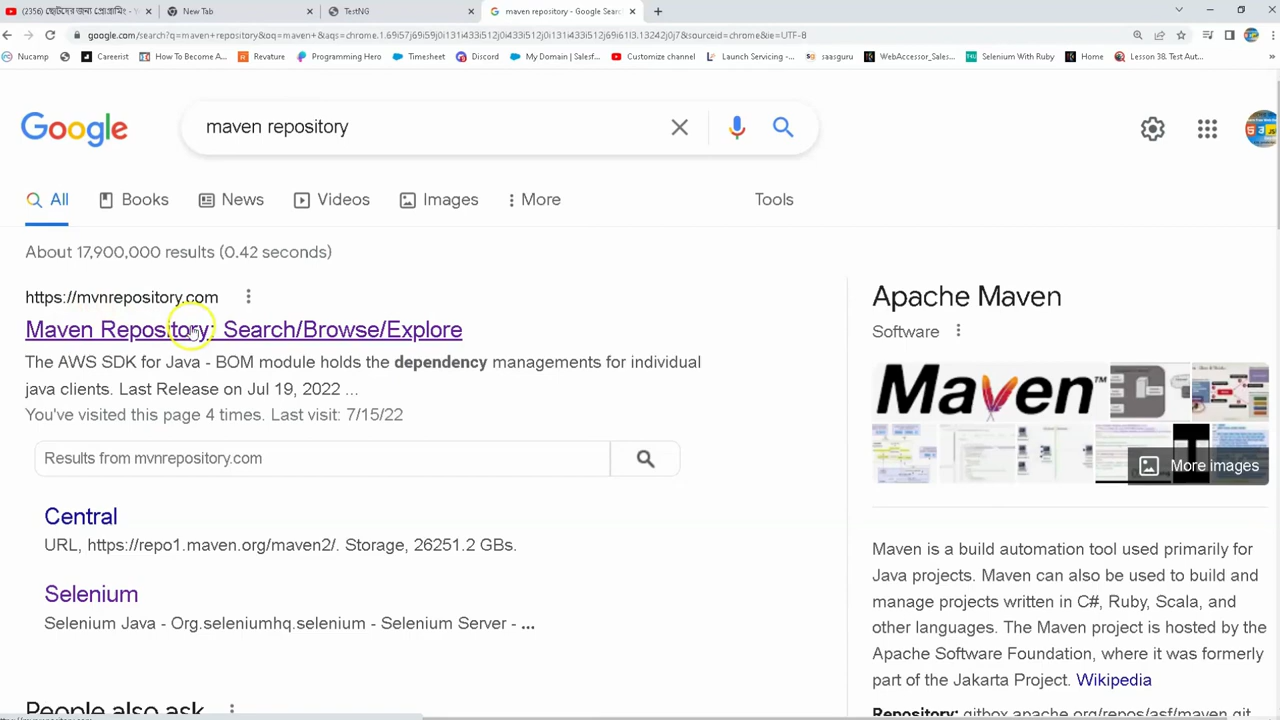 (2356) ছোটদের জন্য প্রোগ্রামিং -
New Tab
TestNG
maven repository - Google Sear
google.com/search?q=maven+repository&oq=maven+&aqs=chrome.1.69i57j69i59j0i131i433i512j0i131i433i512j69i61l3.13242j0j7&sourceid=chrome&ie=UTF-8
Nucamp
Careerist
How To Become A...
Revature
Programming Hero
Timesheet
Discord
My Domain | Salesf...
Customize channel
Launch Servicing -...
saasguru
WebAccessor_Sales...
Selenium With Ruby
Home
Lesson 38. Test Aut...
»
Google
maven repository
All
Books
News
Videos
Images
More
Tools
About 17,900,000 results (0.42 seconds)
https://mvnrepository.com
Maven Repository: Search/Browse/Explore
The AWS SDK for Java - BOM module holds the dependency managements for individual
java clients. Last Release on Jul 19, 2022 ...
You've visited this page 4 times. Last visit: 7/15/22
Results from mvnrepository.com
Central
URL, https://repo1.maven.org/maven2/. Storage, 26251.2 GBs.
Selenium
Selenium Java - Org.seleniumhq.selenium - Selenium Server - ...
People also ask
Apache Maven
Software
Maven™
More images
Maven is a build automation tool used primarily for
Java projects. Maven can also be used to build and
manage projects written in C#, Ruby, Scala, and
other languages. The Maven project is hosted by the
Apache Software Foundation, where it was formerly
part of the Jakarta Project. Wikipedia
Repository: gitbox.apache.org/repos/asf/maven.git